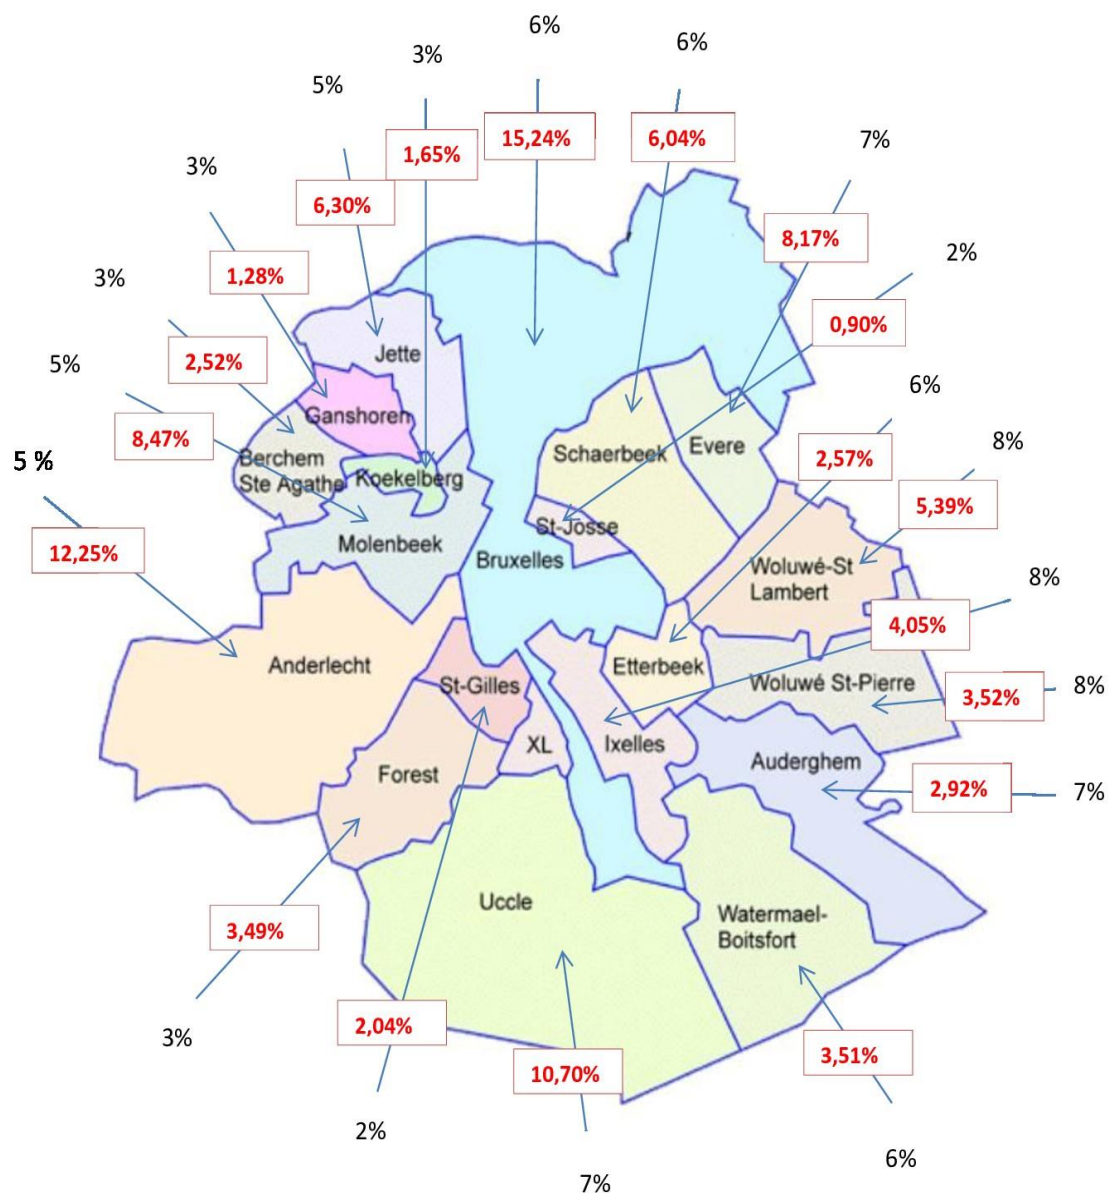 6%
6%
3%
5%
15,24%
6,04%
7%
1,65%
3%
6,30%
8,17%
2%
1,28%
3%
0,90%
Jette
2,52%
5%
6%
Ganshoren
8,47%
Schaerbeek
Evere
8%
2,57%
5 %
Berchem
Ste Agathe
Koekelberg
5,39%
St-Josse
12,25%
Molenbeek
Bruxelles
Woluwé-St
Lambert
8%
4,05%
Anderlecht
Etterbeek
St-Gilles
Woluwé St-Pierre
3,52%
8%
XL
Ixelles
Auderghem
Forest
2,92%
7%
Uccle
Watermael-
Boitsfort
3,49%
2,04%
3%
3,51%
10,70%
2%
6%
7%